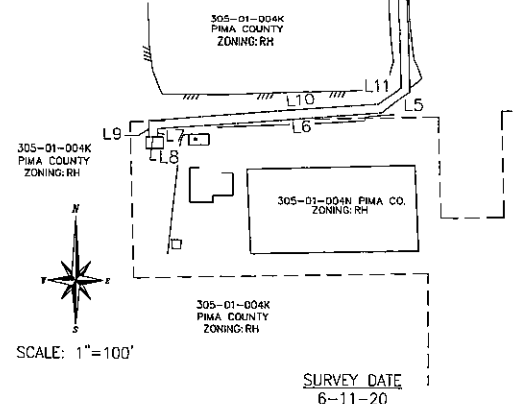 305-01-004K
PIMA COUNTY
ZONING: RH
L11
L10
L5
L6
L9
L7
L8
305-01-004K
PIMA COUNTY
ZONING: RH
305-01-004N PIMA CO.
ZONING: RH
N
W
E
S
305-01-004K
PIMA COUNTY
ZONING: RH
SCALE: 1"=100'
SURVEY DATE
6-11-20